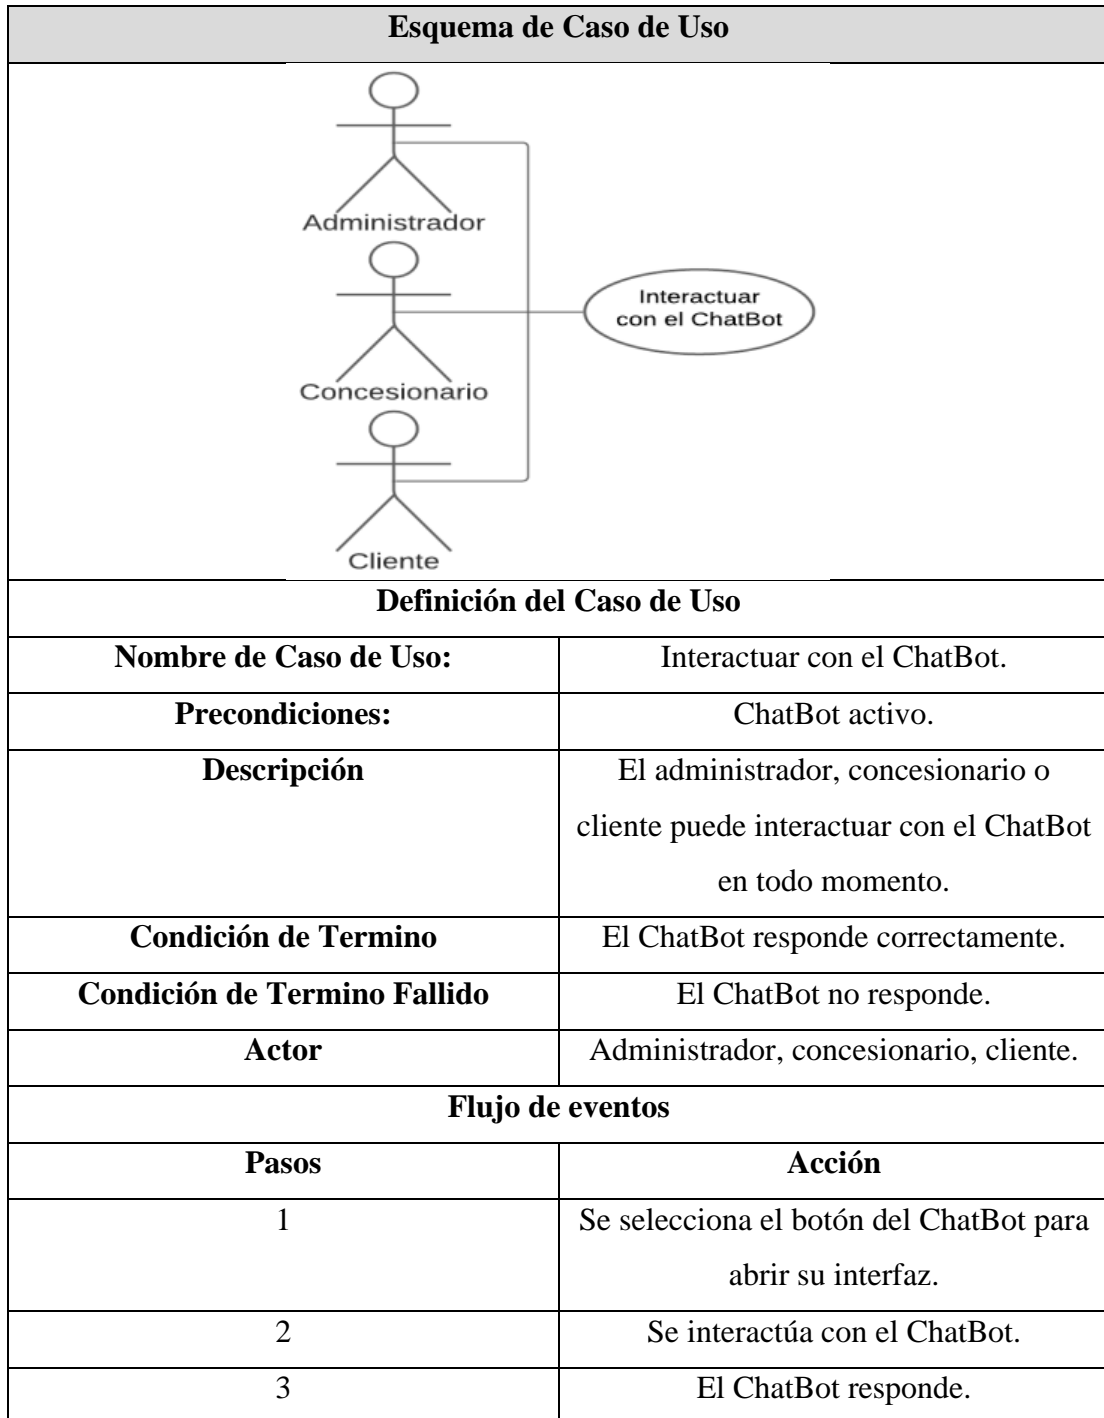 Esquema de Caso de Uso
Administrador
Concesionario
Cliente
Interactuar
con el ChatBot
Definición del Caso de Uso
Nombre de Caso de Uso:
Interactuar con el ChatBot.
Precondiciones:
ChatBot activo.
Descripción
El administrador, concesionario o
cliente puede interactuar con el ChatBot
en todo momento.
Condición de Termino
El ChatBot responde correctamente.
Condición de Termino Fallido
El ChatBot no responde.
Actor
Administrador, concesionario, cliente.
Flujo de eventos
Pasos
Acción
1
Se selecciona el botón del ChatBot para
abrir su interfaz.
2
Se interactúa con el ChatBot.
3
El ChatBot responde.